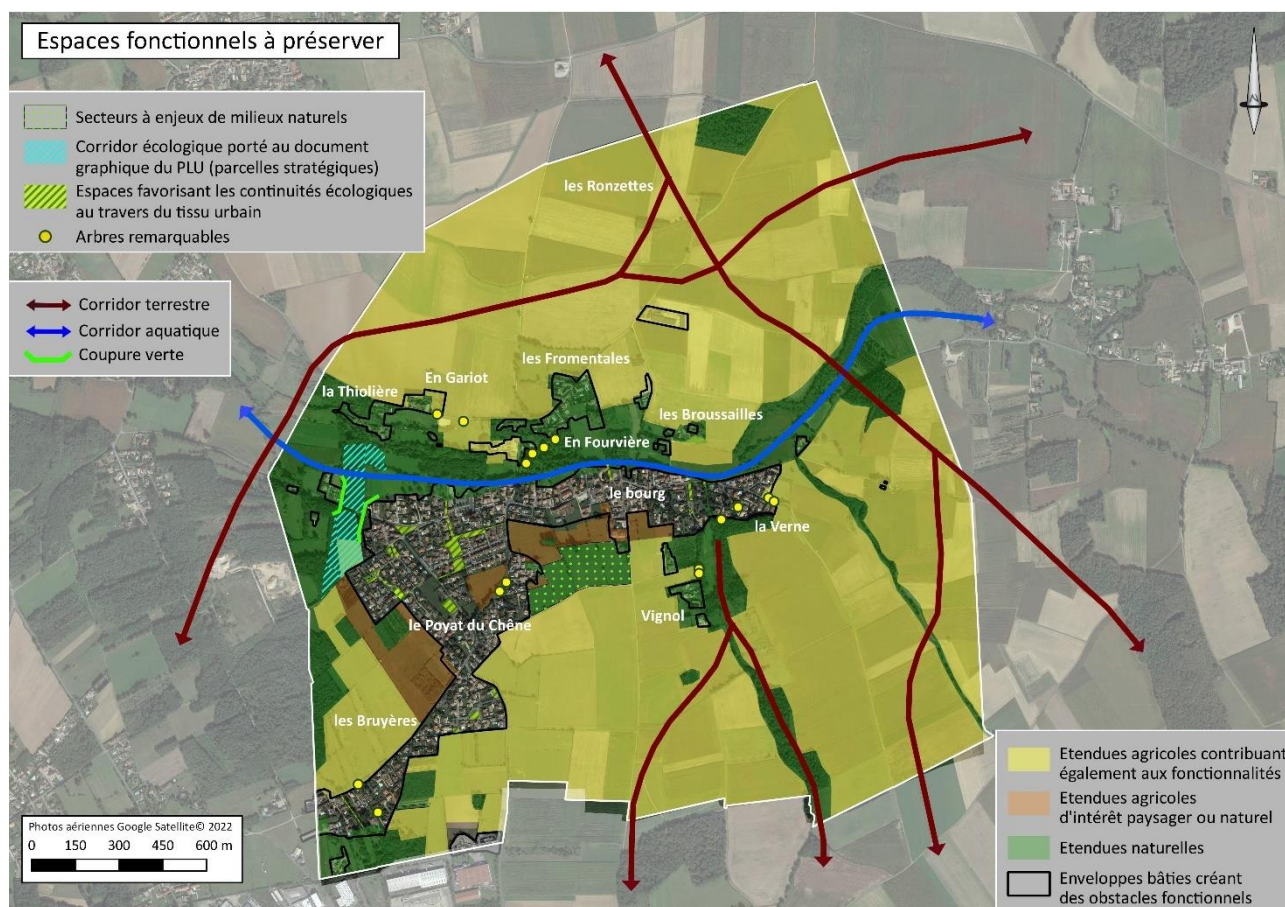 Espaces fonctionnels à préserver
N
Secteurs à enjeux de milieux naturels
Corridor écologique porté au document
graphique du PLU (parcelles stratégiques)
Espaces favorisant les continuités écologiques
au travers du tissu urbain
Arbres remarquables
Corridor terrestre
Corridor aquatique
Coupure verte
les Ronzettes
les Fromentales
En Gariot
la Thiolière
les Broussailles
En Fourvière
le bourg
la Verne
Vignol
le Poyat du Chêne
les Bruyères
Photos aériennes Google Satellite© 2022
0 150 300 450 600 m
Etendues agricoles contribuant
également aux fonctionnalités
Etendues agricoles
d'intérêt paysager ou naturel
Etendues naturelles
Enveloppes bâties créant
des obstacles fonctionnels